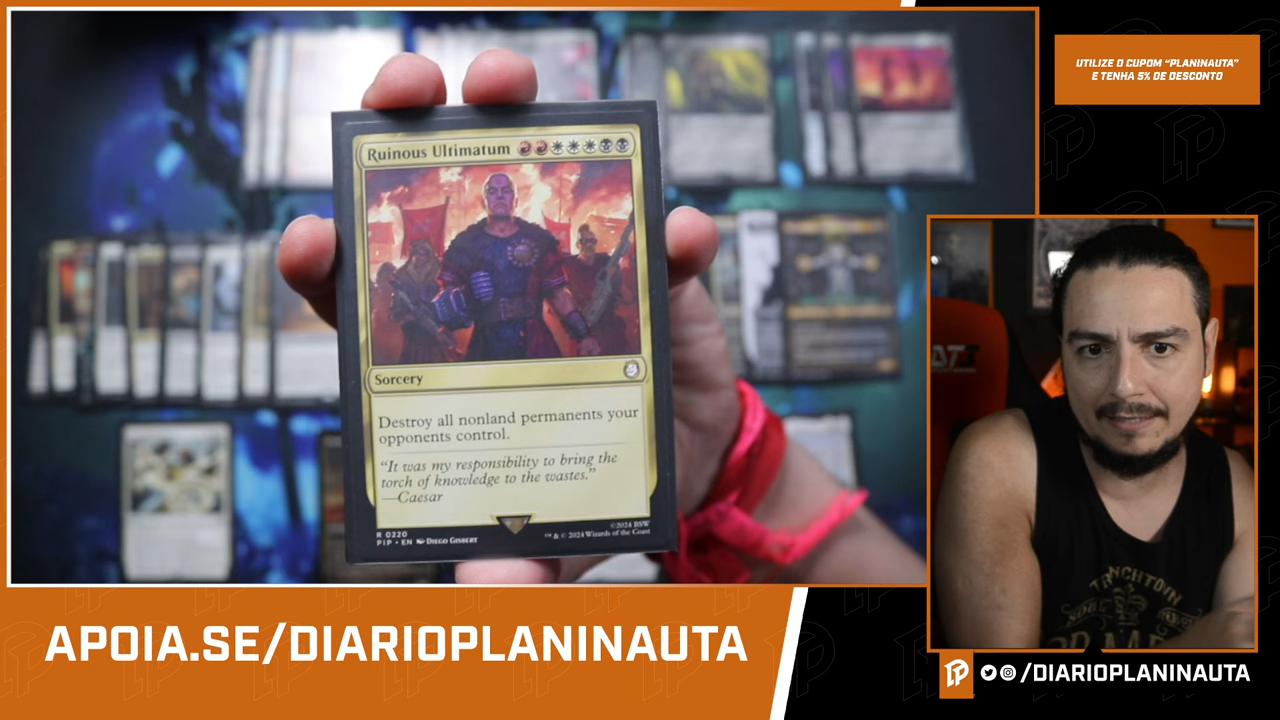 UTILIZE O CUPOM "PLANINAUTA"
E TENHA 5% DE DESCONTO
Ruinous Ultimatum
Sorcery
Destroy all nonland permanents your
opponents control.
"It was my responsibility to bring the
torch of knowledge to the wastes."
—Caesar
R 0220
PIP • EN DIEGO GISBERT
©2024 BSW
™ & © 2024 Wizards of the Coast
APOIA.SE/DIARIOPLANINAUTA
/DIARIOPLANINAUTA